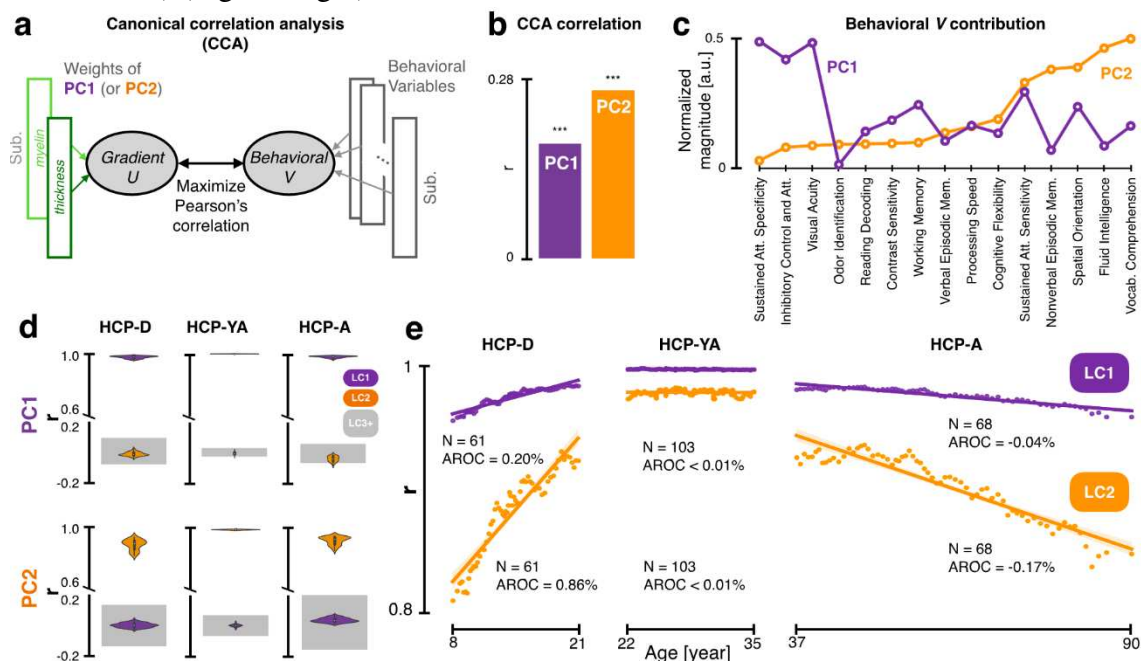 a
Canonical correlation analysis
(CCA)
Weights of
PC1 (or PC2)
Sub.
myelin
thickness
Gradient
U
Maximize
Pearson's
correlation
Behavioral
V
Behavioral
Variables
...
Sub.
b
CCA correlation
0.28
r
0
***
PC1
***
PC2
c
Behavioral V contribution
Normalized
magnitude [a.u.]
0.5
0
PC1
PC2
Sustained Att. Specificity
Inhibitory Control and Att.
Visual Acuity
Odor Identification
Reading Decoding
Contrast Sensitivity
Working Memory
Verbal Episodic Mem.
Processing Speed
Cognitive Flexibility
Sustained Att. Sensitivity
Nonverbal Episodic Mem.
Spatial Orientation
Fluid Intelligence
Vocab. Comprehension
d
HCP-D
HCP-YA
HCP-A
PC1
r
1.0
0.6
0.2
-0.2
LC1
LC2
LC3+
PC2
1.0
0.6
0.2
-0.2
e
HCP-D
HCP-YA
HCP-A
1
r
0.8
LC1
N = 61
AROC = 0.20%
N = 103
AROC < 0.01%
N = 68
AROC = -0.04%
LC2
N = 61
AROC = 0.86%
N = 103
AROC < 0.01%
N = 68
AROC = -0.17%
8
21
22
35
37
90
Age [year]